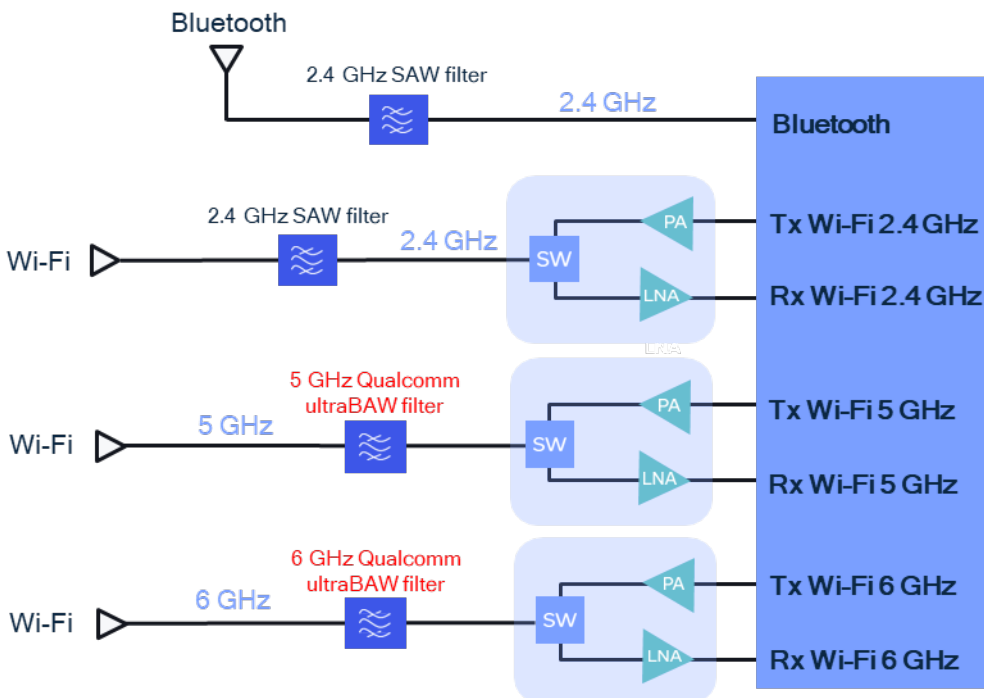 Bluetooth
2.4 GHz SAW filter
2.4 GHz
Bluetooth
2.4 GHz SAW filter
Wi-Fi
2.4 GHz
SW
PA
LNA
Tx Wi-Fi 2.4 GHz
Rx Wi-Fi 2.4 GHz
LNA
5 GHz Qualcomm
ultraBAW filter
Wi-Fi
5 GHz
SW
PA
LNA
Tx Wi-Fi 5 GHz
Rx Wi-Fi 5 GHz
6 GHz Qualcomm
ultraBAW filter
Wi-Fi
6 GHz
SW
PA
LNA
Tx Wi-Fi 6 GHz
Rx Wi-Fi 6 GHz